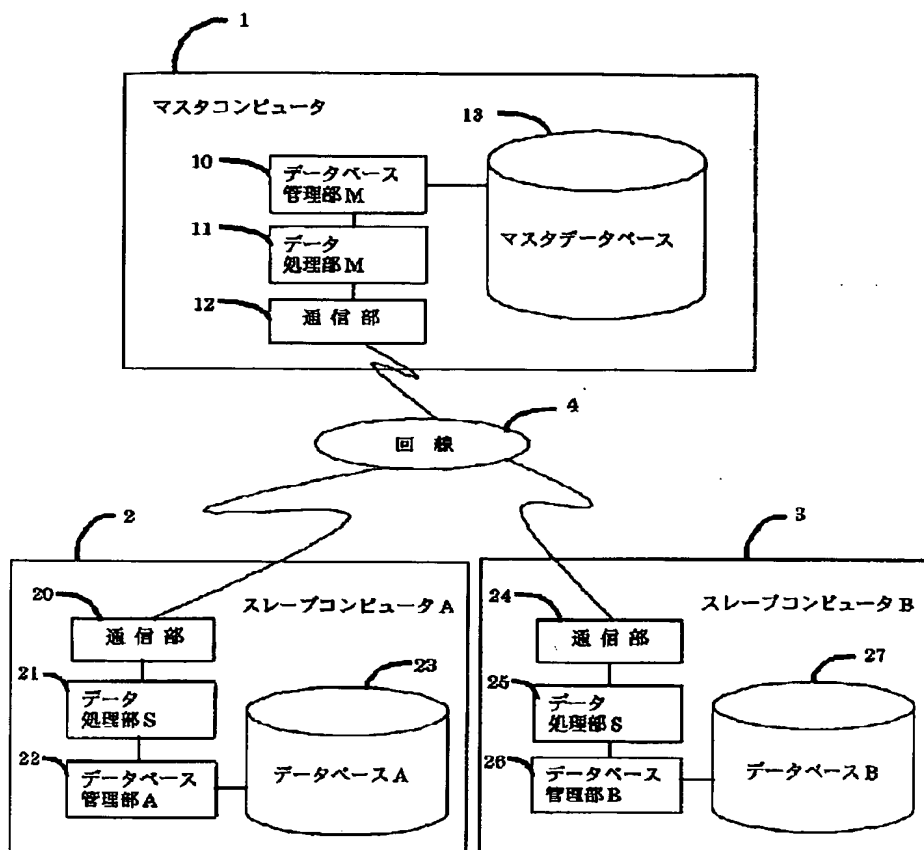 1
マスタコンピュータ
13
10
データベース
管理部M
11
データ
処理部M
マスタデータベース
12
通信部
4
回線
2
3
20
スレーブコンピュータA
通信部
24
スレーブコンピュータB
通信部
21
データ
処理部S
23
25
データ
処理部S
27
22
データベース
管理部A
データベースA
26
データベース
管理部B
データベースB